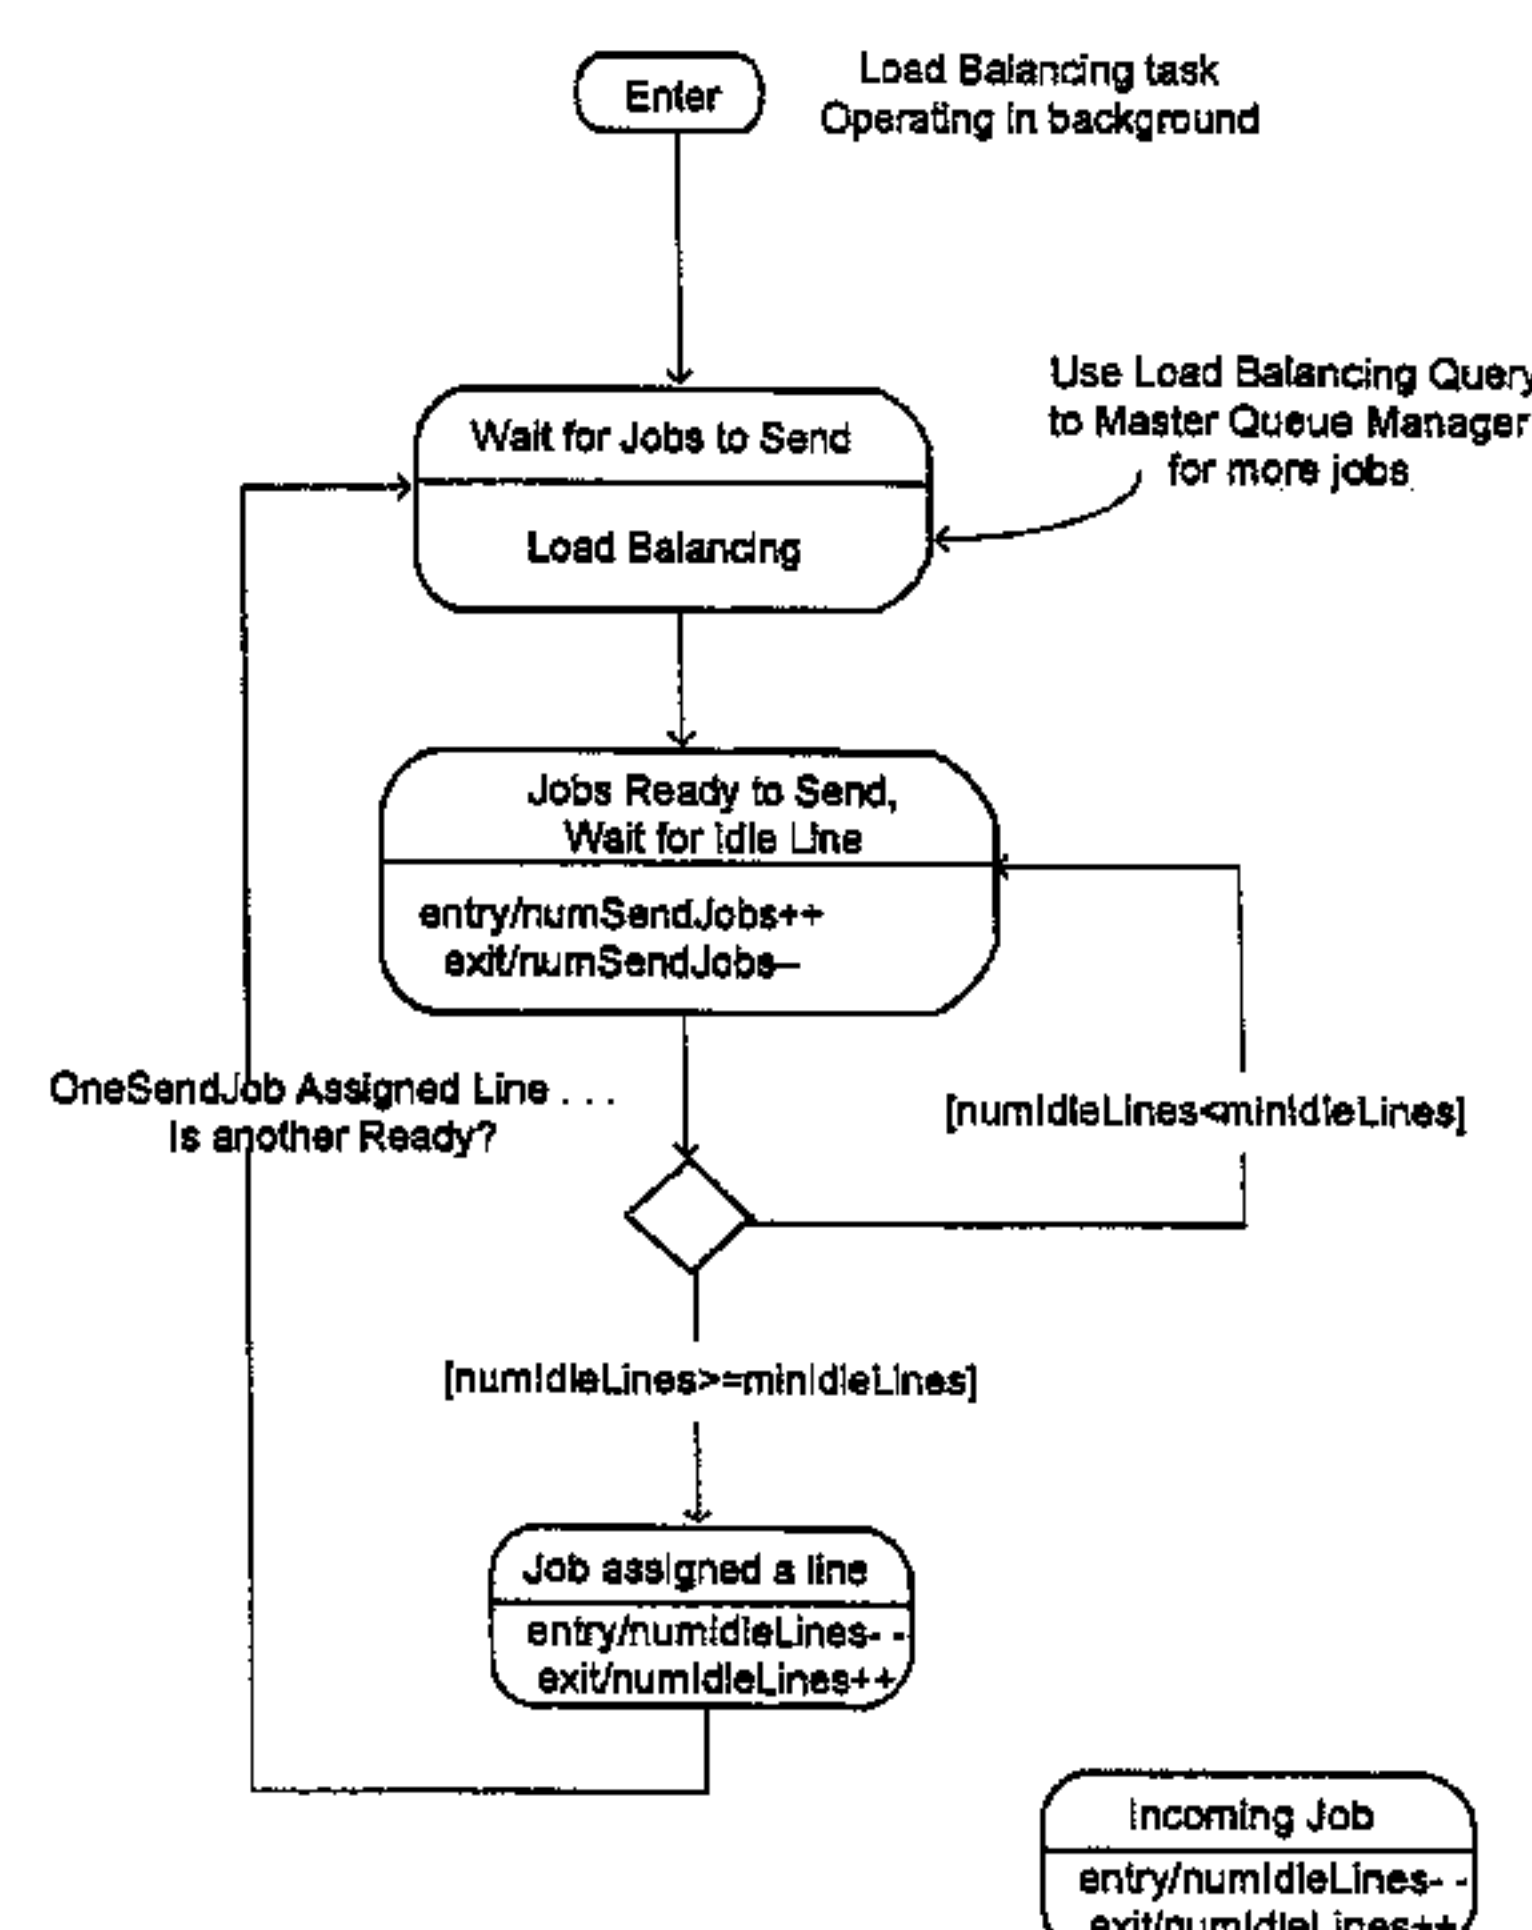 Enter
Load Balancing task
Operating in background
Use Load Balancing Query
to Master Queue Manager
for more jobs
Wait for Jobs to Send
Load Balancing
Jobs Ready to Send,
Wait for Idle Line
entry/numSendJobs++
exit/numSendJobs--
OneSendJob Assigned Line . . .
Is another Ready?
[numIdleLines<minIdleLines]
[numIdleLines>=minIdleLines]
Job assigned a line
entry/numIdleLines- -
exit/numIdleLines++
Incoming Job
entry/numIdleLines- -
exit/numIdleLines++